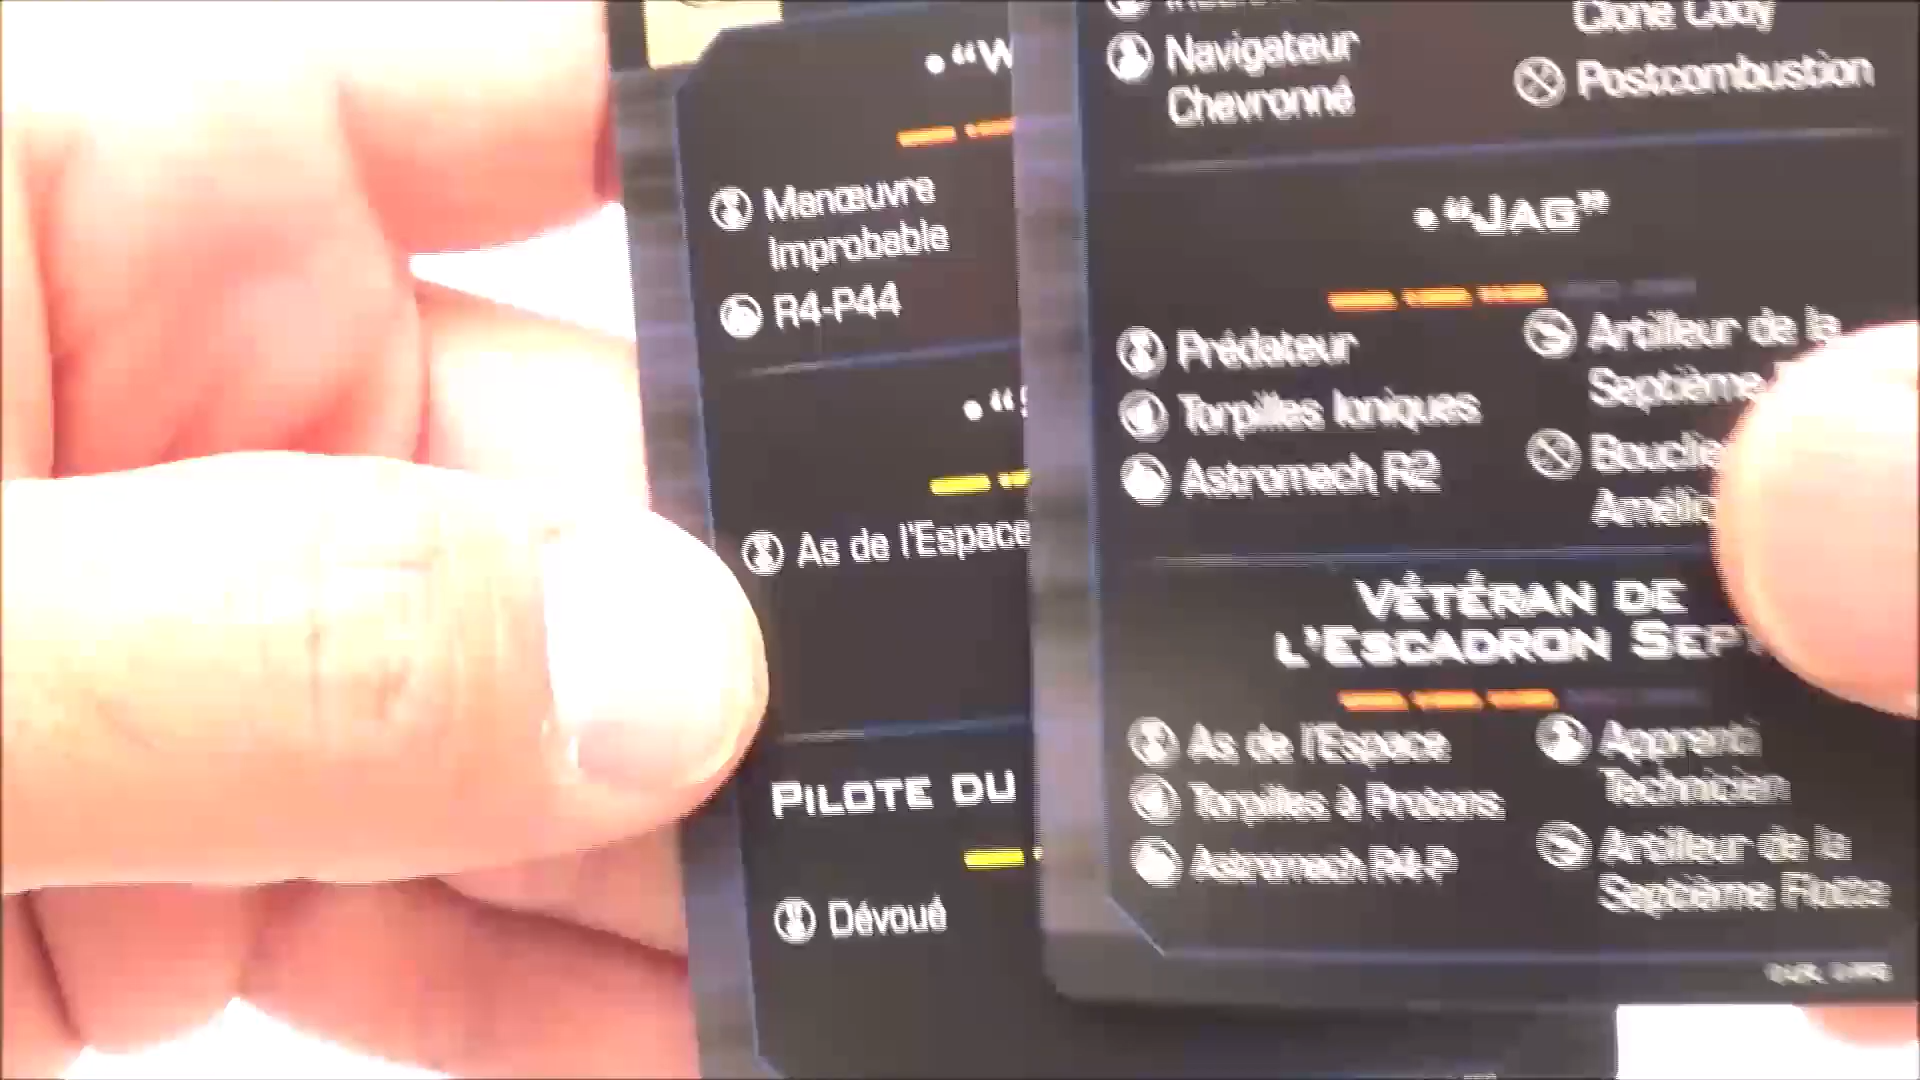 • “W
Manœuvre
Improbable
R4-P44
• “
As de l'Espace
PILOTE DU
Dévoué
Clone Cody
Navigateur
Chevronné
Postcombustion
• “JAG”
Prédateur
Torpilles Ioniques
Astromech R2
Artilleur de la
Septième
VÉTÉRAN DE
L'ESCADRON SEPT
As de l'Espace
Torpilles à Protons
Astromech R4-P
Apprenti
Technicien
Artilleur de la
Septième Flotte